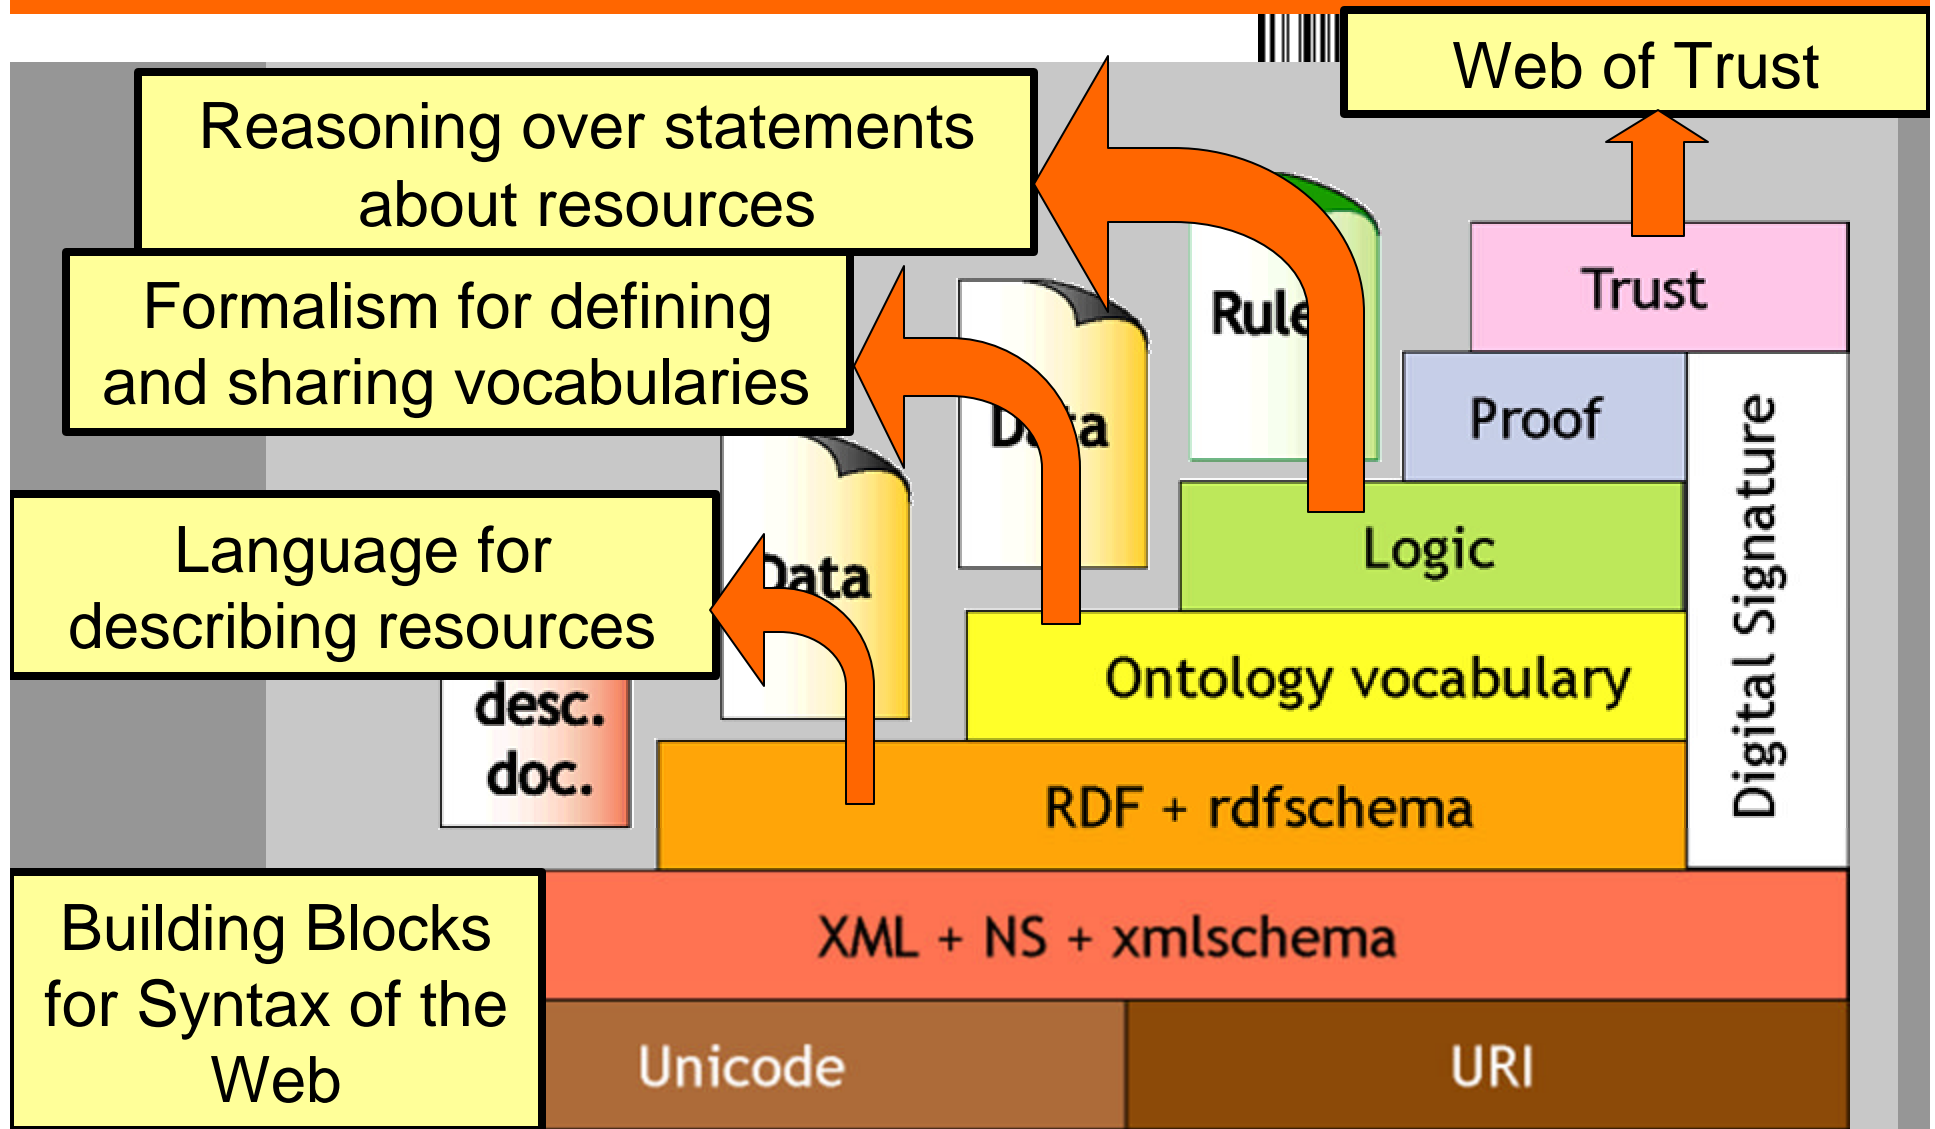 Web of Trust
Reasoning over statements
about resources
Formalism for defining
and sharing vocabularies
Trust
Rule
Proof
Data
Language for
describing resources
Data
Logic
Digital Signature
Ontology vocabulary
desc.
doc.
RDF + rdfschema
Building Blocks
for Syntax of the
Web
XML + NS + xmlschema
Unicode
URI